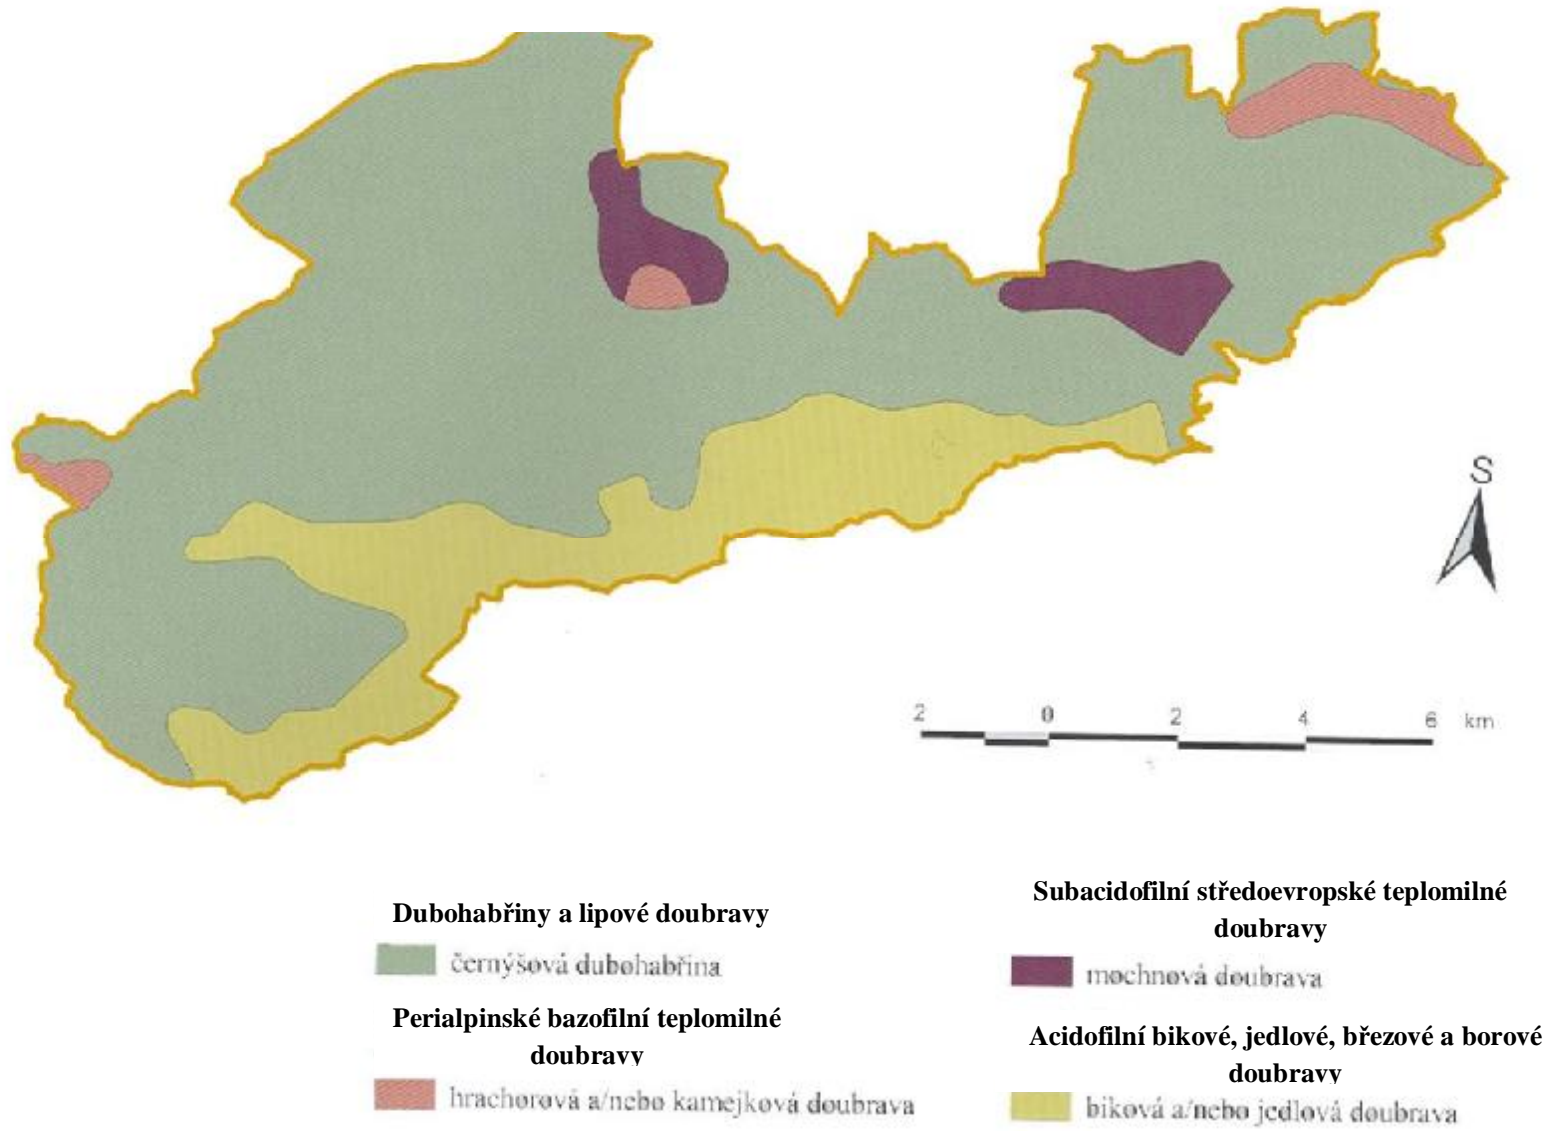 S
2 0 2 4 6 km
Dubohabřiny a lipové doubravy
černýšová dubohabřina
Perialpinské bazofilní teplomilné
doubravy
hrachorová a/nebo kamejková doubrava
Subacidofilní středoevropské teplomilné
doubravy
mochnová doubrava
Acidofilní bikové, jedlové, březové a borové
doubravy
biková a/nebo jedlová doubrava